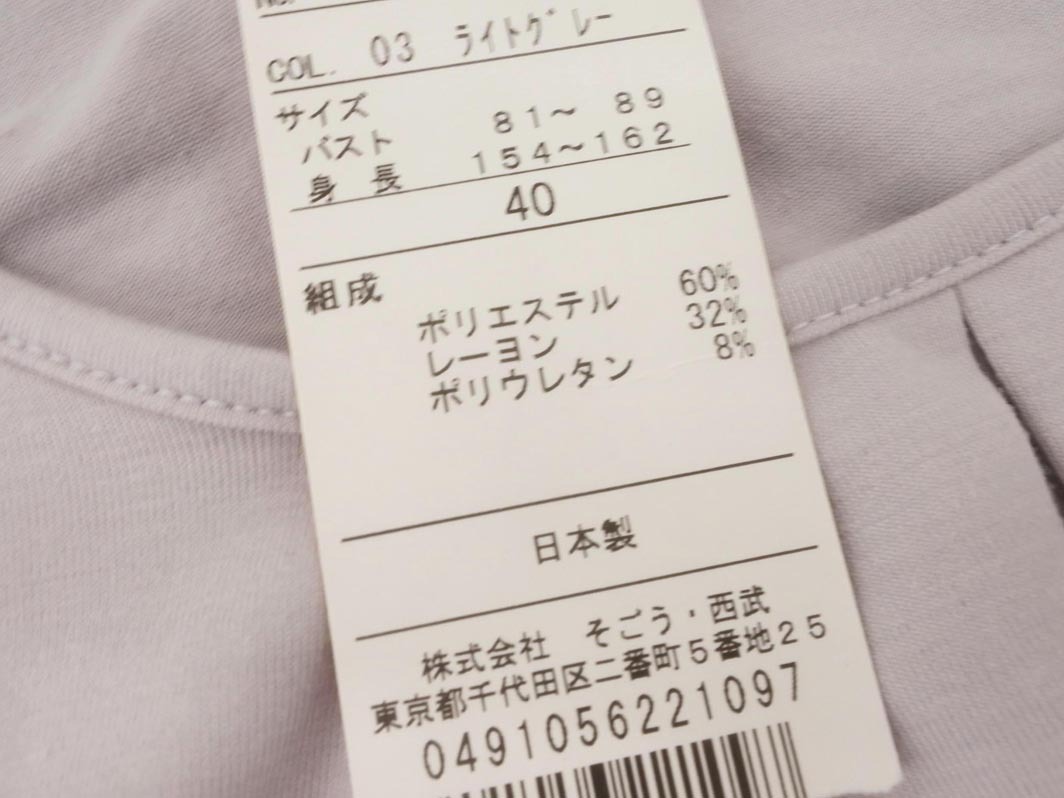 No.
COL. 03 ライトグレー
サイズ
バスト 81～ 89
身長 154～162
40
組成
ポリエステル 60%
レーヨン 32%
ポリウレタン 8%
日本製
株式会社 そごう・西武
東京都千代田区二番町5番地25
0491056221097